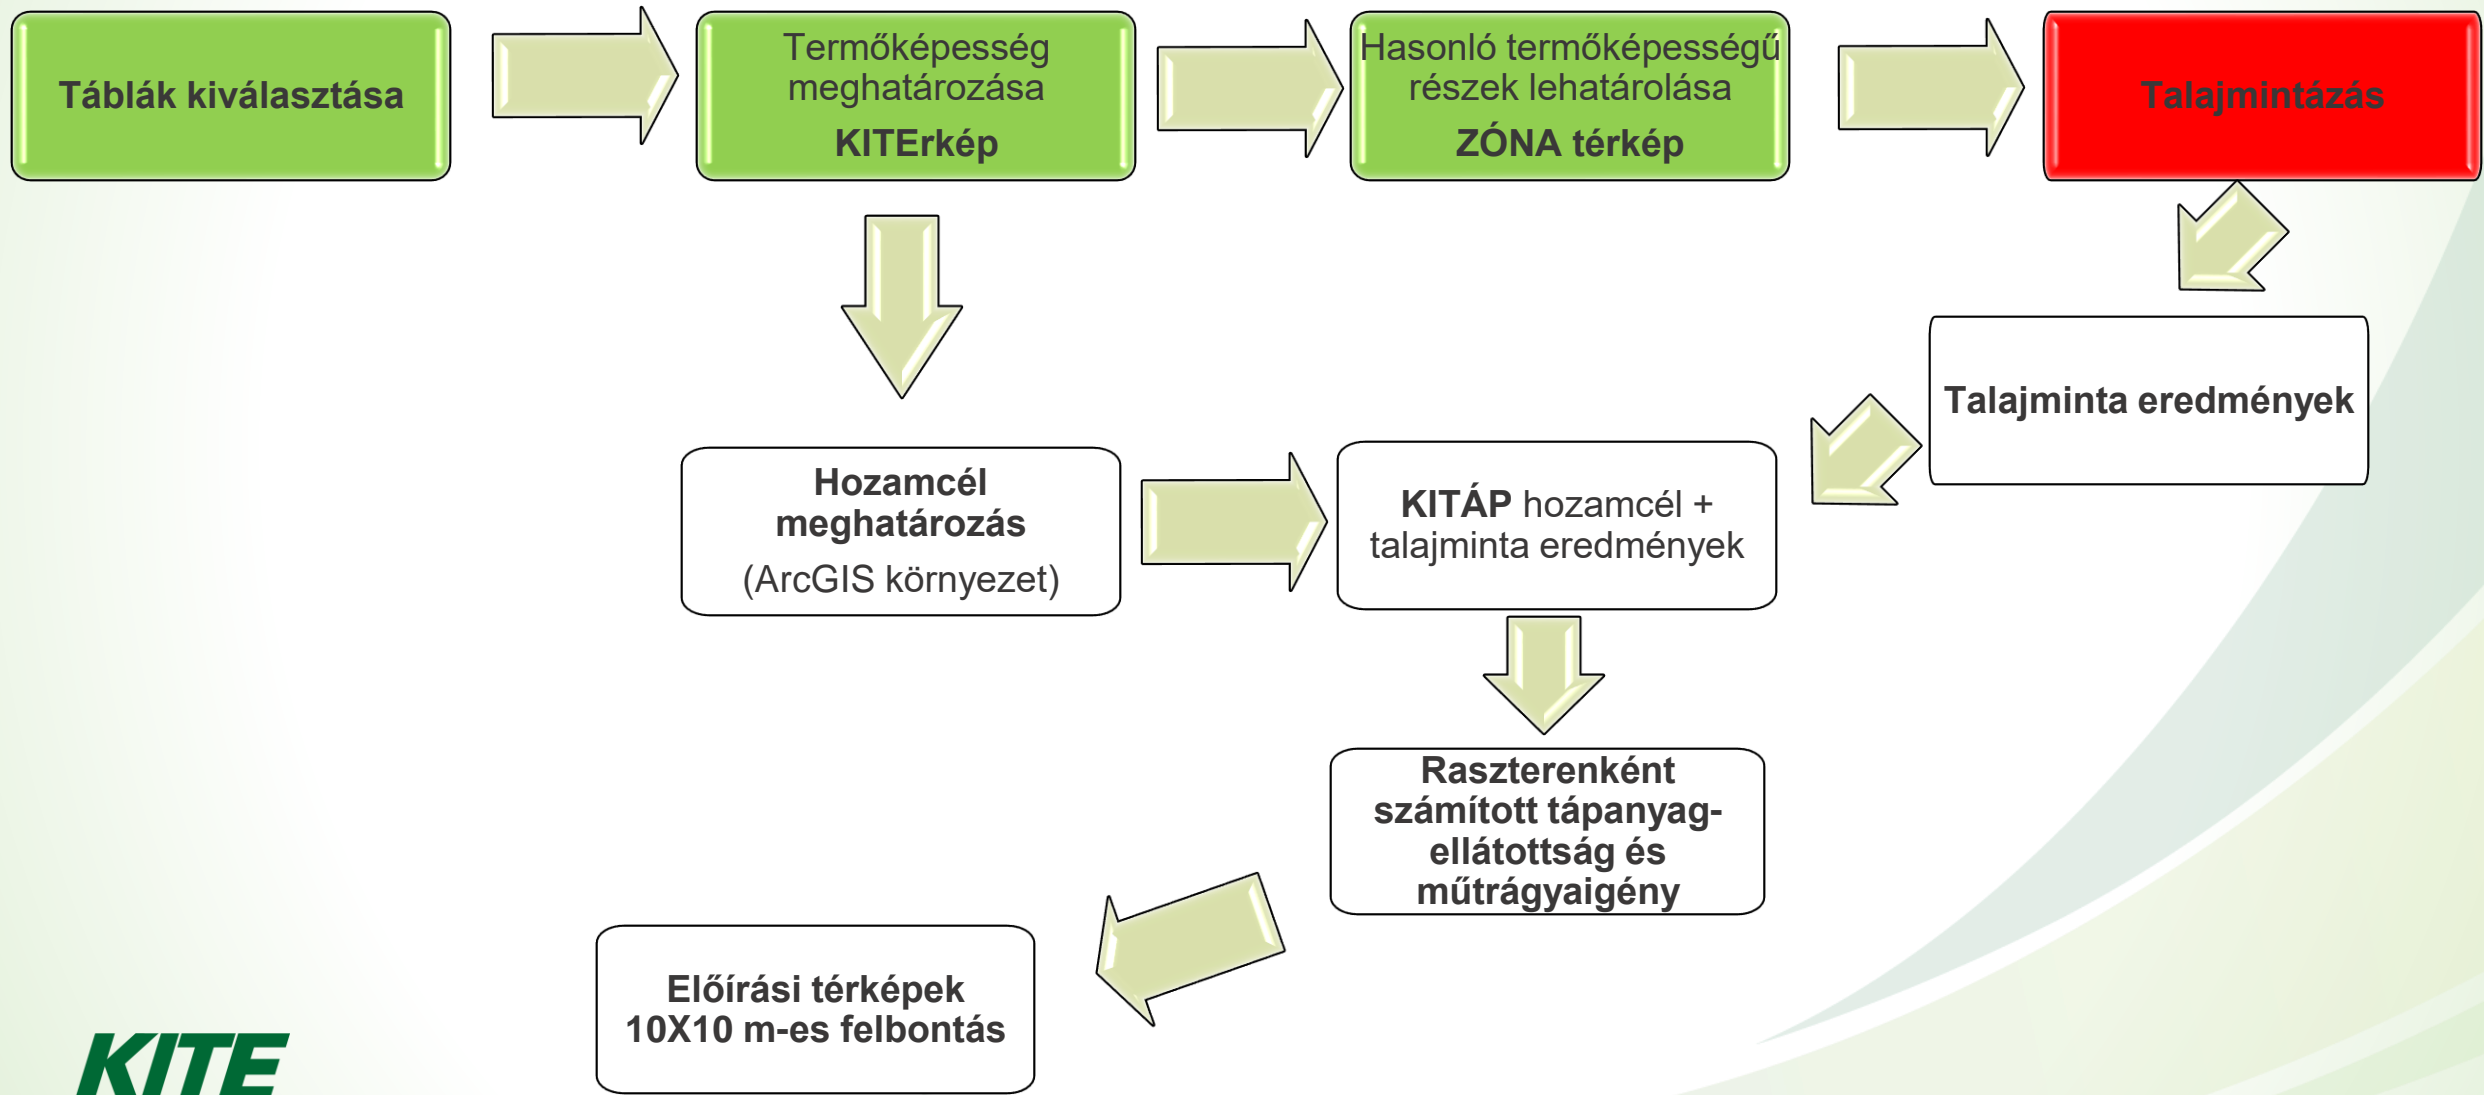 Táblák kiválasztása
Termőképesség
meghatározása
KITErkép
Hasonló termőképességű
részek lehatárolása
ZÓNA térkép
Talajmintázás
Talajminta eredmények
Hozamcél
meghatározás
(ArcGIS környezet)
KITÁP hozamcél +
talajminta eredmények
Raszterenként
számított tápanyag-
ellátottság és
műtrágyaigény
Előírási térképek
10X10 m-es felbontás
KITE